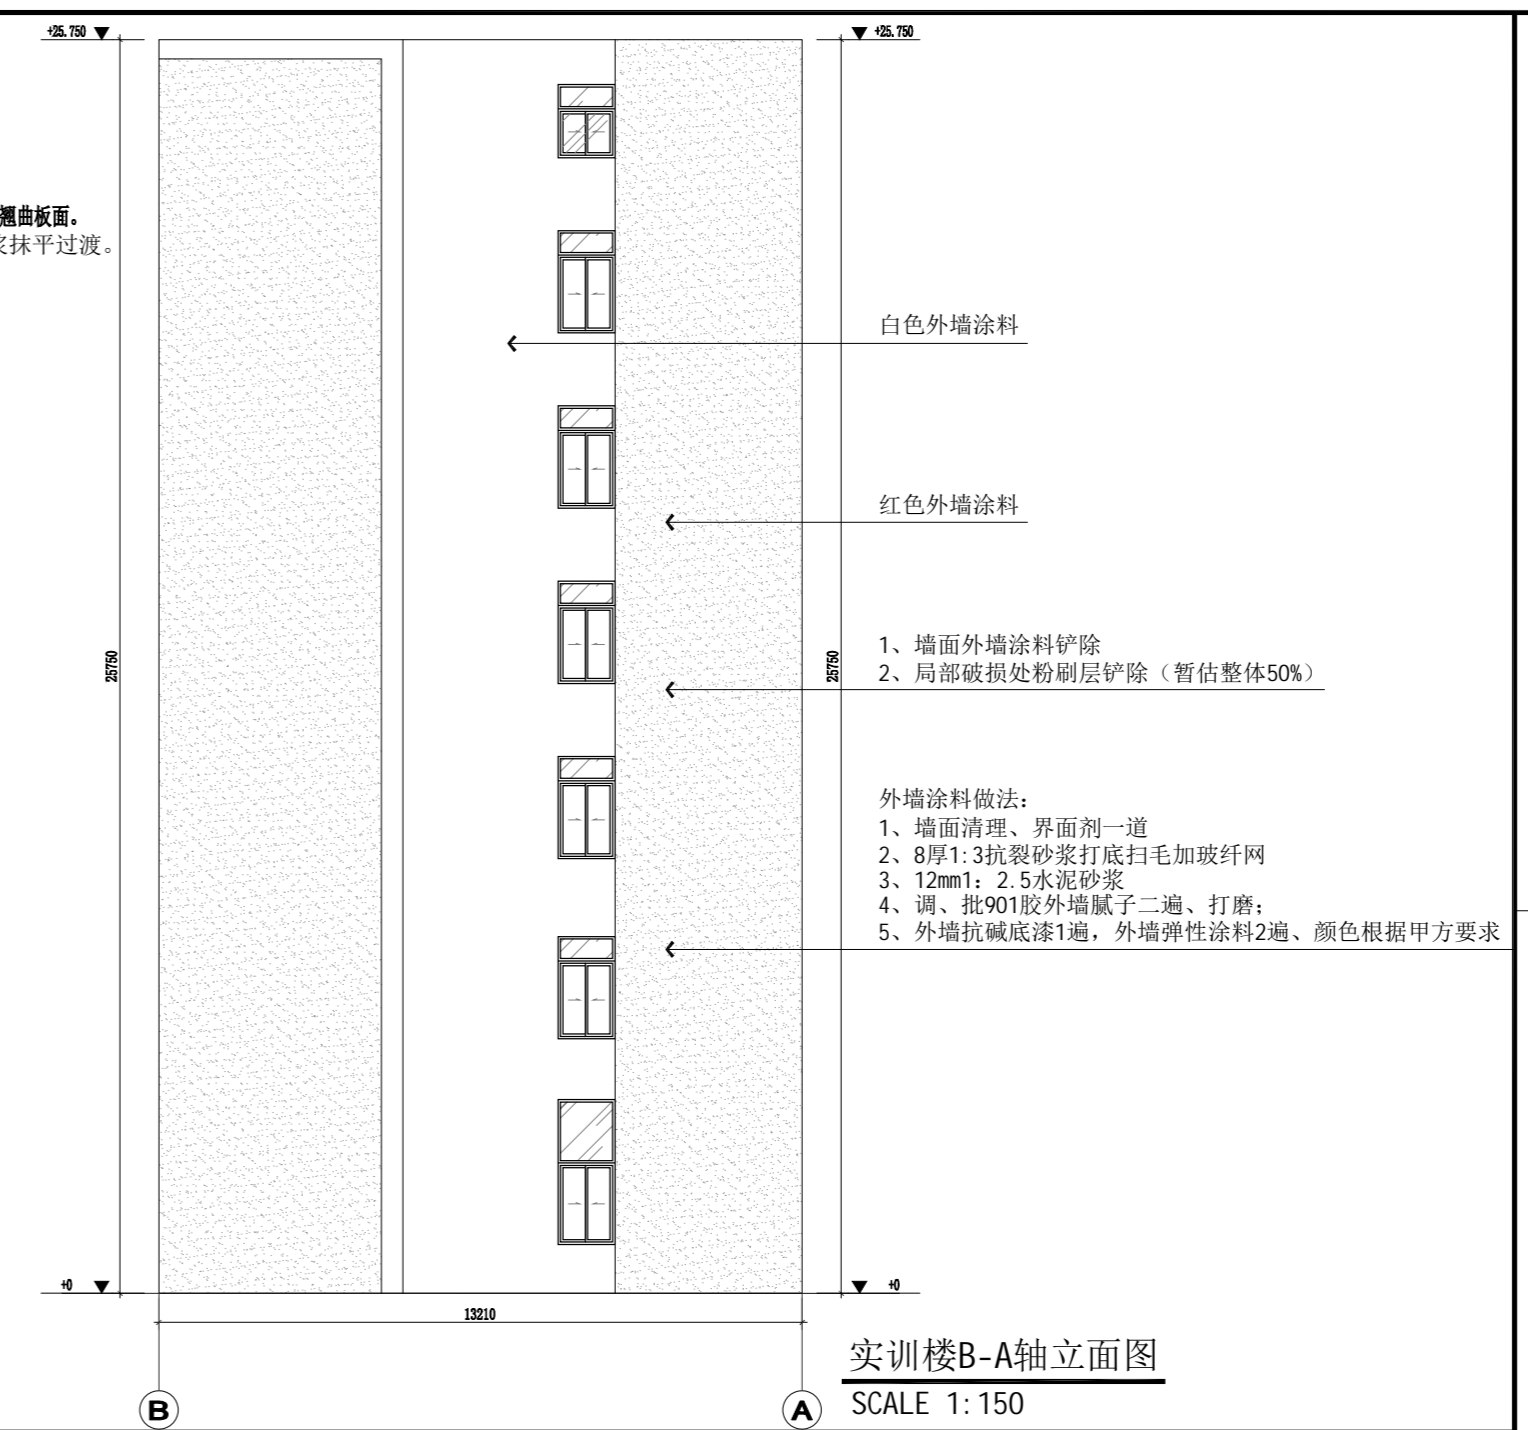 +25.750
+25.750
翘曲板面。
浆抹平过渡。
白色外墙涂料
红色外墙涂料
25750
25750
1、墙面外墙涂料铲除
2、局部破损处粉刷层铲除（暂估整体50%）
外墙涂料做法：
1、墙面清理、界面剂一道
2、8厚1:3抗裂砂浆打底扫毛加玻纤网
3、12mm1：2.5水泥砂浆
4、调、批901胶外墙腻子二遍、打磨；
5、外墙抗碱底漆1遍，外墙弹性涂料2遍、颜色根据甲方要求
+0
+0
13210
实训楼B-A轴立面图
SCALE 1:150
B
A